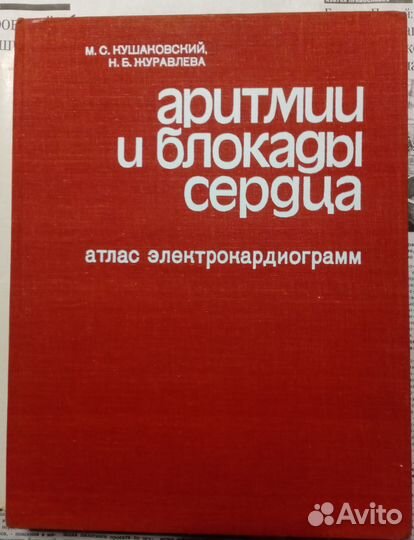 М. С. КУШАКОВСКИЙ,
Н. Б. ЖУРАВЛЕВА
аритмии
и блокады
сердца
атлас электрокардиограмм
Avito